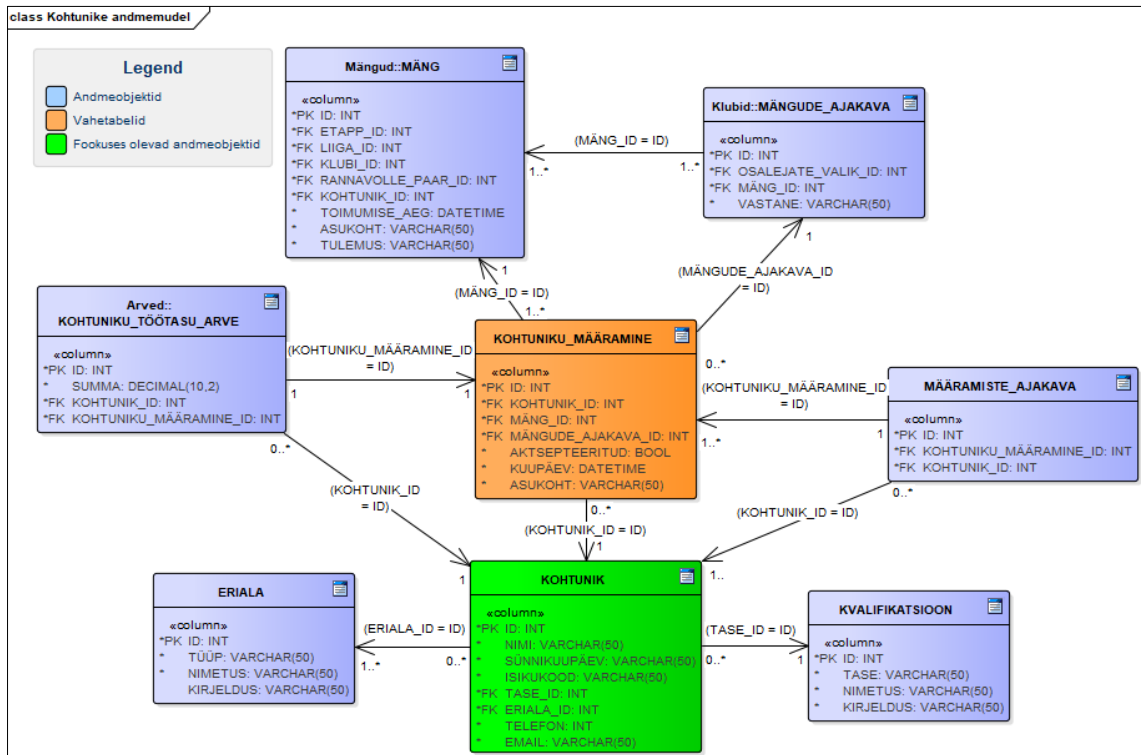 class Kohtunike andmemudel
Legend
Andmeobjektid
Vahetabelid
Fookuses olevad andmeobjektid
Mängud::MÄNG
«column»
*PK ID: INT
*FK ETAPP_ID: INT
*FK LIIGA_ID: INT
*FK KLUBI_ID: INT
*FK RANNAVOLLE_PAAR_ID: INT
*FK KOHTUNIK_ID: INT
* TOIMUMISE_AEG: DATETIME
* ASUKOHT: VARCHAR(50)
* TULEMUS: VARCHAR(50)
(MÄNG_ID = ID)
1..*
1..*
Klubid::MÄNGUDE_AJAKAVA
«column»
*PK ID: INT
*FK OSALEJATE_VALIK_ID: INT
*FK MÄNG_ID: INT
* VASTANE: VARCHAR(50)
1
(MÄNG_ID = ID)
1..*
1
(MÄNGUDE_AJAKAVA_ID
= ID)
0..*
Arved::
KOHTUNIKU_TÖÖTASU_ARVE
«column»
*PK ID: INT
* SUMMA: DECIMAL(10,2)
*FK KOHTUNIK_ID: INT
*FK KOHTUNIKU_MÄÄRAMINE_ID: INT
(KOHTUNIKU_MÄÄRAMINE_ID
= ID)
1
1
KOHTUNIKU_MÄÄRAMINE
«column»
*PK ID: INT
*FK KOHTUNIK_ID: INT
*FK MÄNG_ID: INT
*FK MÄNGUDE_AJAKAVA_ID: INT
* AKTSEPTEERITUD: BOOL
* KUUPÄEV: DATETIME
* ASUKOHT: VARCHAR(50)
(KOHTUNIKU_MÄÄRAMINE_ID
= ID)
1..*
1
MÄÄRAMISTE_AJAKAVA
«column»
*PK ID: INT
*FK KOHTUNIKU_MÄÄRAMINE_ID: INT
*FK KOHTUNIK_ID: INT
0..*
(KOHTUNIK_ID
= ID)
1
0..*
(KOHTUNIK_ID = ID)
1
0..*
(KOHTUNIK_ID = ID)
1..
ERIALA
«column»
*PK ID: INT
* TÜÜP: VARCHAR(50)
* NIMETUS: VARCHAR(50)
KIRJELDUS: VARCHAR(50)
(ERIALA_ID = ID)
1..*
0..*
KOHTUNIK
«column»
*PK ID: INT
* NIMI: VARCHAR(50)
* SÜNNIKUUPÄEV: VARCHAR(50)
* ISIKUKOOD: VARCHAR(50)
*FK TASE_ID: INT
*FK ERIALA_ID: INT
* TELEFON: INT
* EMAIL: VARCHAR(50)
(TASE_ID = ID)
0..*
1
KVALIFIKATSIOON
«column»
*PK ID: INT
* TASE: VARCHAR(50)
* NIMETUS: VARCHAR(50)
* KIRJELDUS: VARCHAR(50)